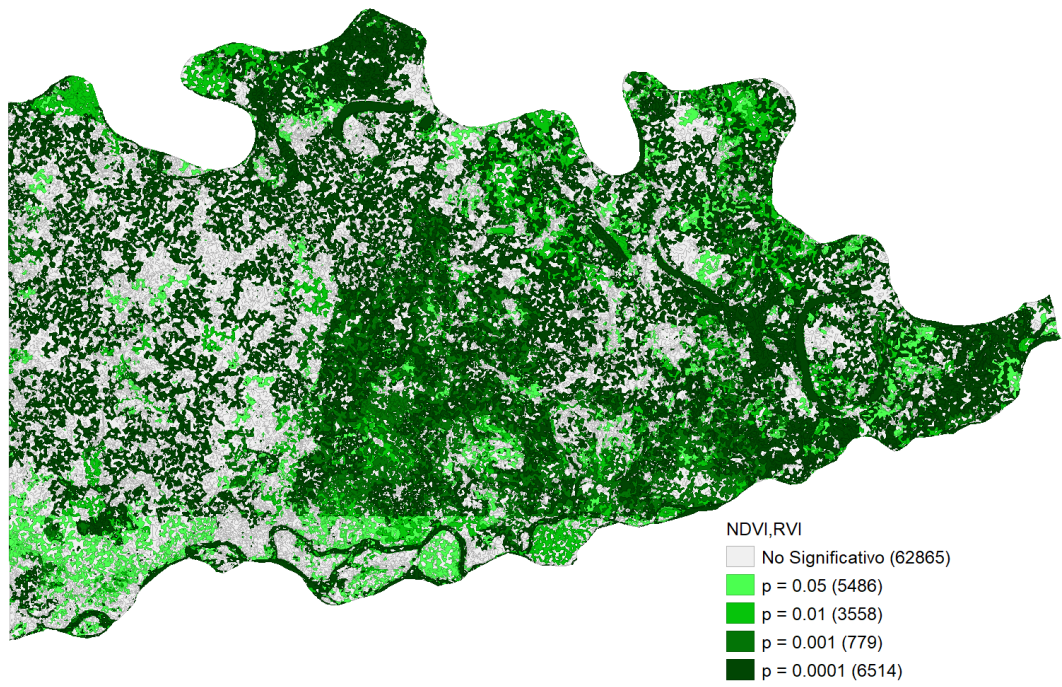 NDVI,RVI
No Significativo (62865)
p = 0.05 (5486)
p = 0.01 (3558)
p = 0.001 (779)
p = 0.0001 (6514)